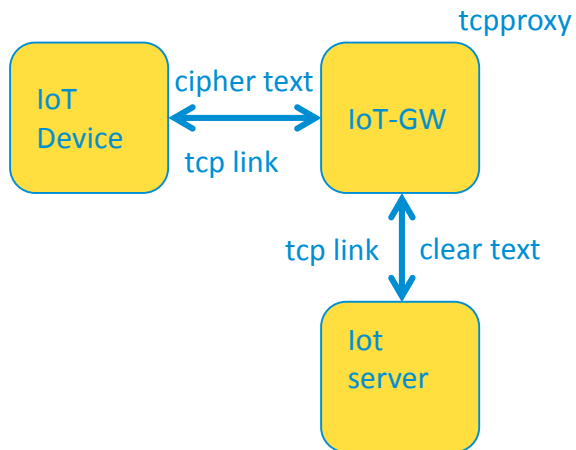 tcpproxy
IoT
Device
cipher text
tcp link
IoT-GW
tcp link
clear text
Iot
server